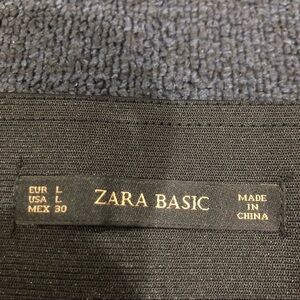 EUR L
USA L
MEX 30
ZARA BASIC
MADE
IN
CHINA